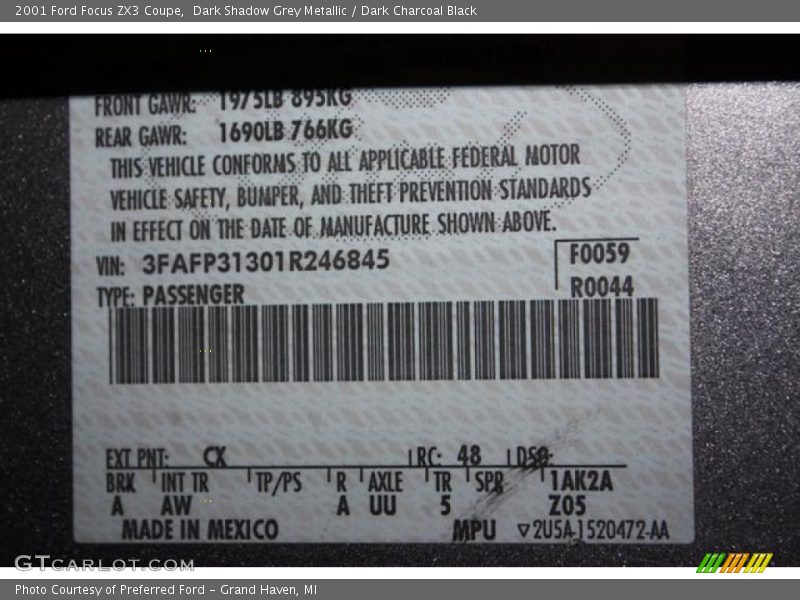 2001 Ford Focus ZX3 Coupe,  Dark Shadow Grey Metallic / Dark Charcoal Black
FRONT GAWR: 1975LB 895KG
REAR GAWR: 1690LB 766KG
THIS VEHICLE CONFORMS TO ALL APPLICABLE FEDERAL MOTOR
VEHICLE SAFETY, BUMPER, AND THEFT PREVENTION STANDARDS
IN EFFECT ON THE DATE OF MANUFACTURE SHOWN ABOVE.
VIN: 3FAFP31301R246845 F0059
TYPE: PASSENGER R0044
EXT PNT: CX RC: 48 DSO:
BRK INT TR TP/PS R AXLE TR SPR 1AK2A
A AW A UU 5 Z05
MADE IN MEXICO MPU ▽2U5A-1520472-AA
GTCARLOT.COM
Photo Courtesy of Preferred Ford – Grand Haven, MI